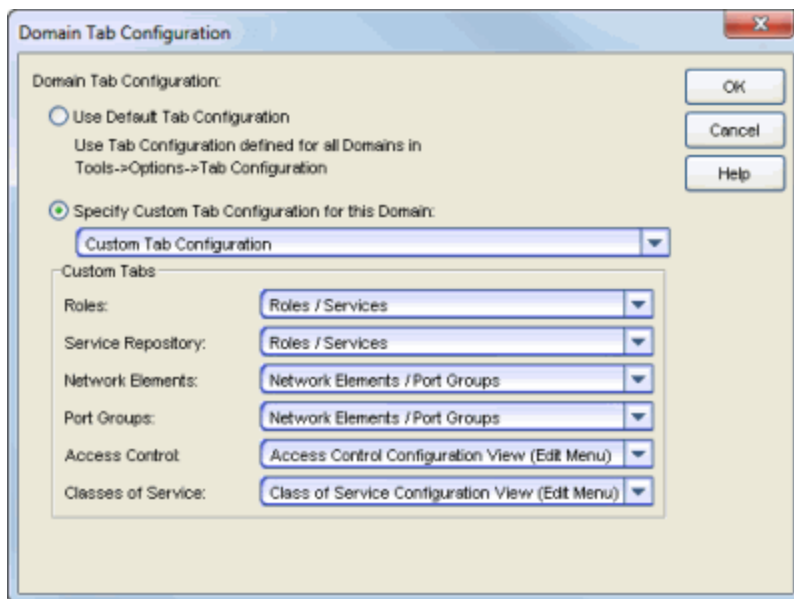 Domain Tab Configuration
Domain Tab Configuration:
OK
Use Default Tab Configuration
Use Tab Configuration defined for all Domains in
Tools->Options->Tab Configuration
Cancel
Help
Specify Custom Tab Configuration for this Domain:
Custom Tab Configuration
Custom Tabs
Roles: Roles / Services
Service Repository: Roles / Services
Network Elements: Network Elements / Port Groups
Port Groups: Network Elements / Port Groups
Access Control: Access Control Configuration View (Edit Menu)
Classes of Service: Class of Service Configuration View (Edit Menu)